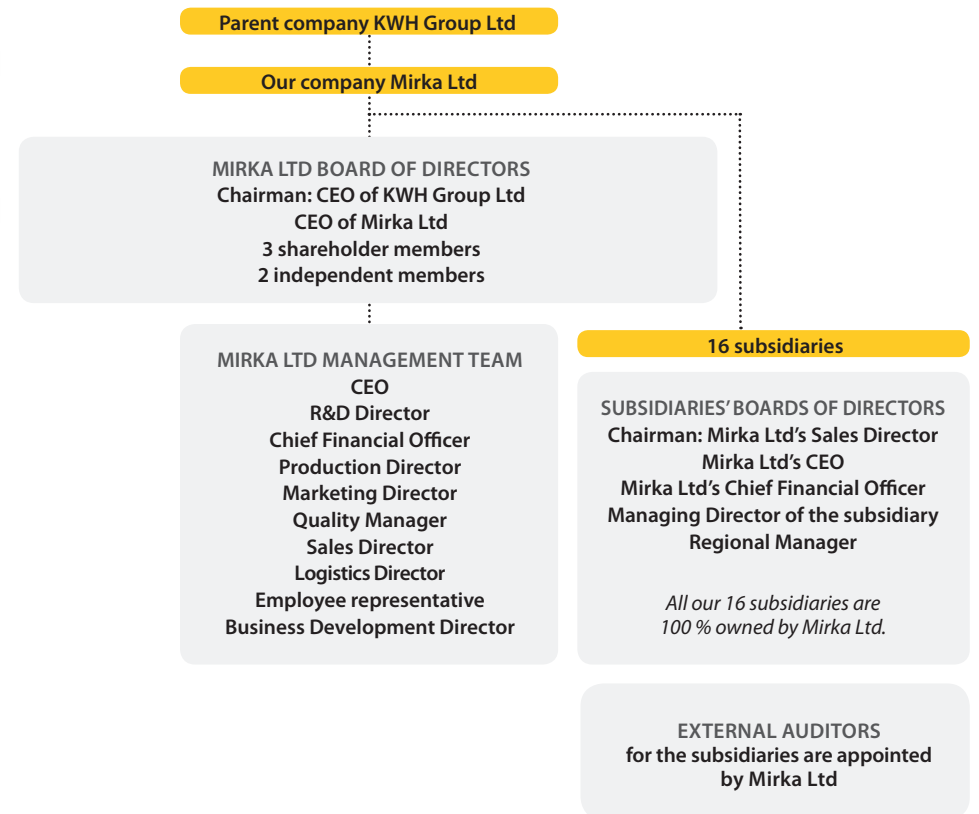 Parent company KWH Group Ltd
Our company Mirka Ltd
MIRKA LTD BOARD OF DIRECTORS
Chairman: CEO of KWH Group Ltd
CEO of Mirka Ltd
3 shareholder members
2 independent members
MIRKA LTD MANAGEMENT TEAM
CEO
R&D Director
Chief Financial Officer
Production Director
Marketing Director
Quality Manager
Sales Director
Logistics Director
Employee representative
Business Development Director
16 subsidiaries
SUBSIDIARIES’ BOARDS OF DIRECTORS
Chairman: Mirka Ltd’s Sales Director
Mirka Ltd’s CEO
Mirka Ltd’s Chief Financial Officer
Managing Director of the subsidiary
Regional Manager
All our 16 subsidiaries are
100 % owned by Mirka Ltd.
EXTERNAL AUDITORS
for the subsidiaries are appointed
by Mirka Ltd